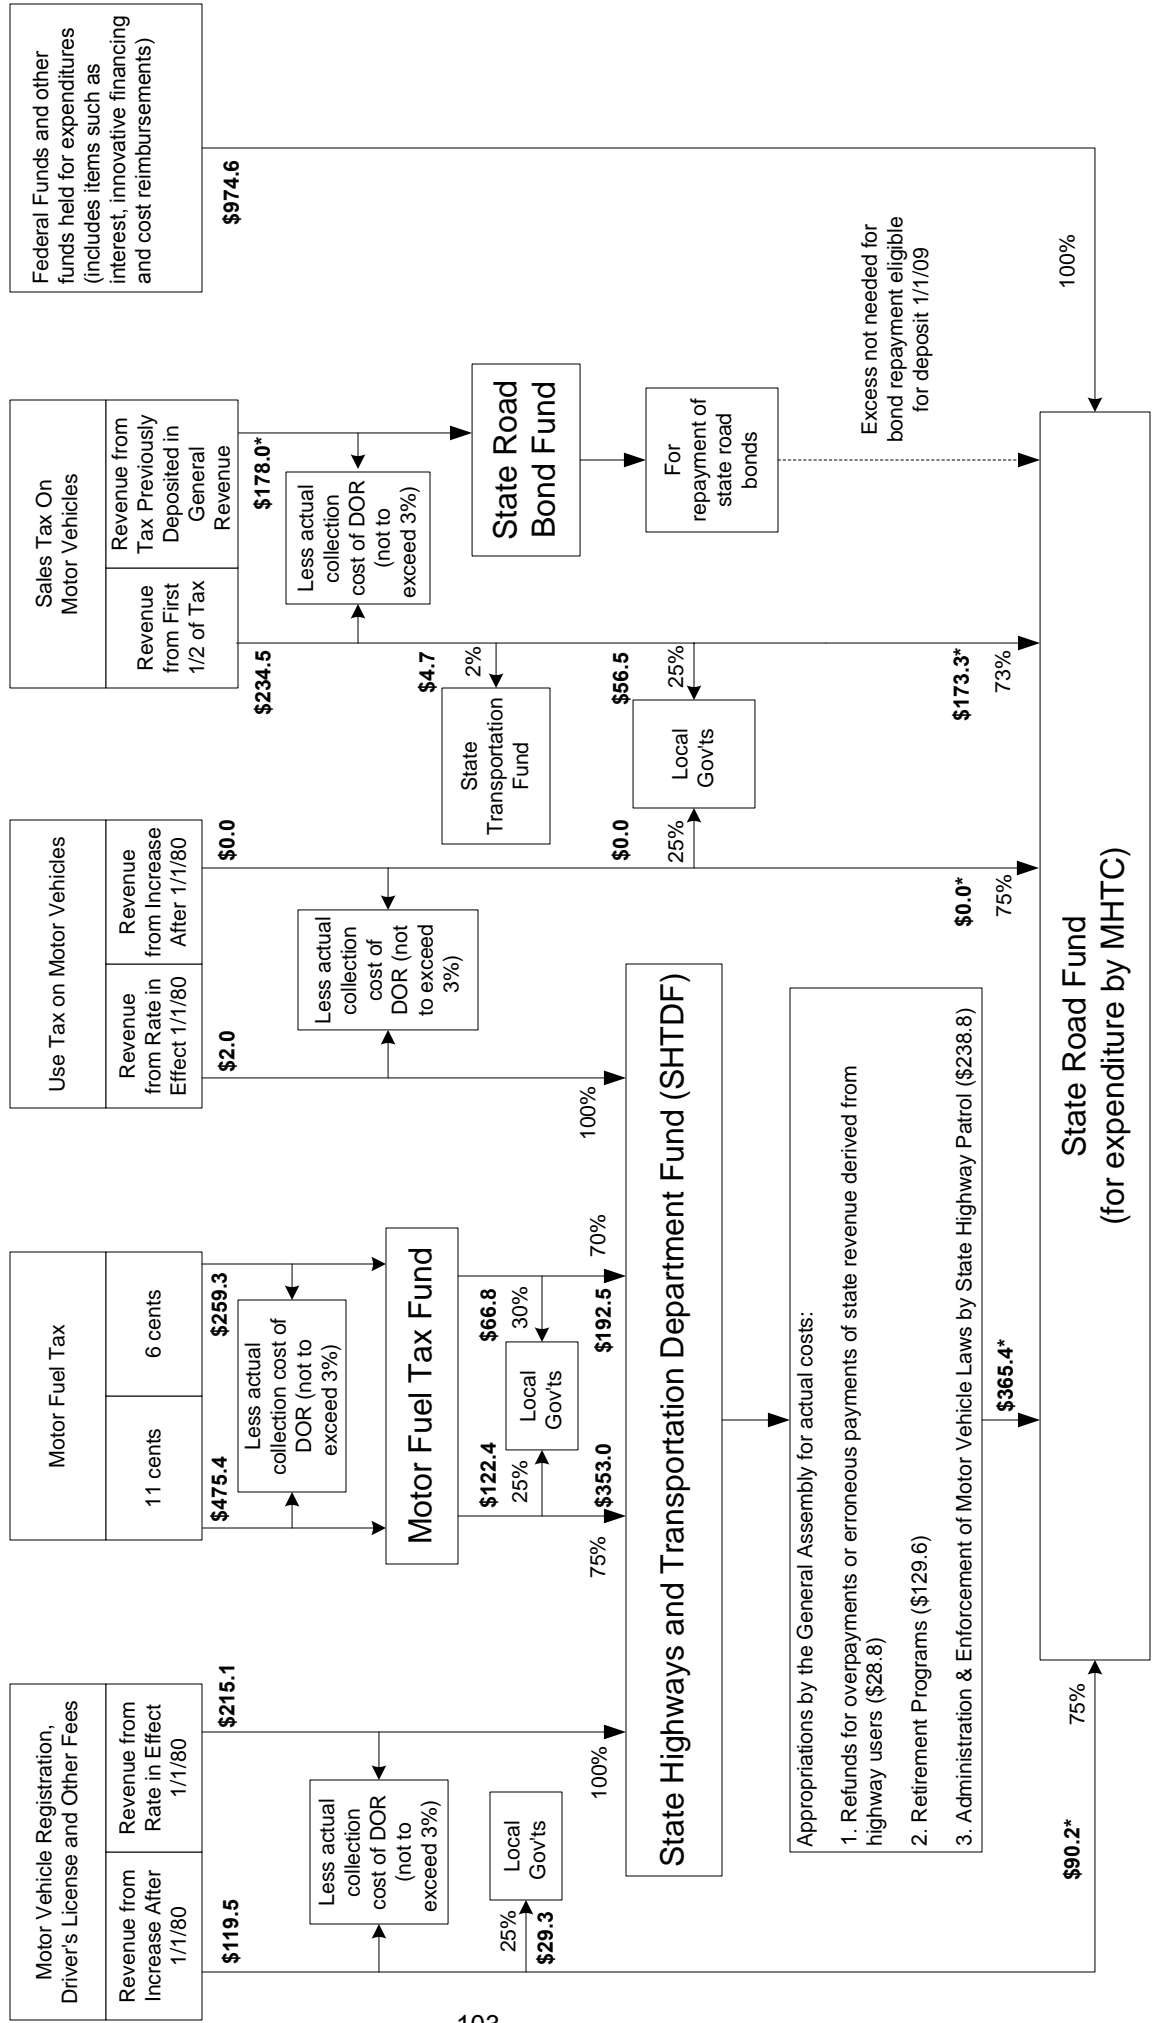 Motor Vehicle Registration,
Driver's License and Other Fees
Revenue from
Increase After
1/1/80
Revenue from
Rate in Effect
1/1/80
$119.5
$215.1
Less actual
collection
cost of DOR
(not to
exceed 3%)
25%
$29.3
Local
Gov'ts
100%
Motor Fuel Tax
11 cents
6 cents
$475.4
$259.3
Less actual
collection cost of
DOR (not to
exceed 3%)
Motor Fuel Tax Fund
$122.4
$66.8
25%
30%
Local
Gov'ts
$353.0
$192.5
75%
70%
Use Tax on Motor Vehicles
Revenue
from Rate in
Effect 1/1/80
Revenue
from Increase
After 1/1/80
$2.0
$0.0
Less actual
collection
cost of
DOR (not
to exceed
3%)
100%
$0.0
25%
$0.0*
75%
Sales Tax On
Motor Vehicles
Revenue
from First
1/2 of Tax
Revenue from
Tax Previously
Deposited in
General
Revenue
$234.5
$178.0*
Less actual
collection
cost of DOR
(not to
exceed 3%)
$4.7
2%
State
Transportation
Fund
$56.5
25%
Local
Gov'ts
$173.3*
73%
State Road
Bond Fund
For
repayment of
state road
bonds
Excess not needed for
bond repayment eligible
for deposit 1/1/09
Federal Funds and other
funds held for expenditures
(includes items such as
interest, innovative financing
and cost reimbursements)
$974.6
100%
State Highways and Transportation Department Fund (SHTDF)
Appropriations by the General Assembly for actual costs:
1. Refunds for overpayments or erroneous payments of state revenue derived from
highway users ($28.8)
2. Retirement Programs ($129.6)
3. Administration & Enforcement of Motor Vehicle Laws by State Highway Patrol ($238.8)
$365.4*
$90.2*
75%
State Road Fund
(for expenditure by MHTC)
103